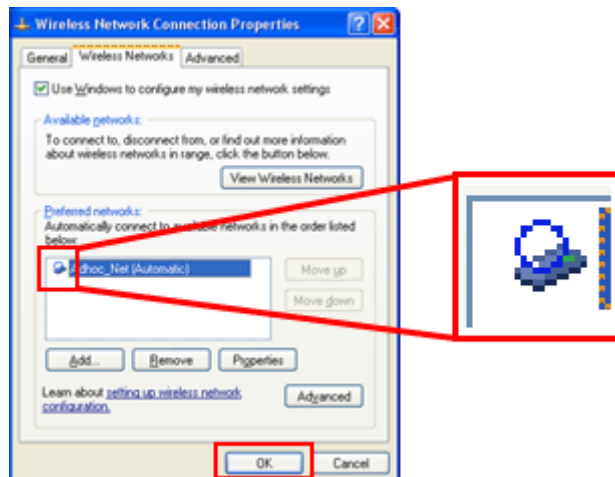 Wireless Network Connection Properties
General Wireless Networks Advanced
Use Windows to configure my wireless network settings
Available networks:
To connect to, disconnect from, or find out more information
about wireless networks in range, click the button below.
View Wireless Networks
Preferred networks:
Automatically connect to available networks in the order listed
below:
Adhoc_Net (Automatic)
Move up
Move down
Add... Remove Properties
Learn about setting up wireless network
configuration.
Advanced
OK Cancel